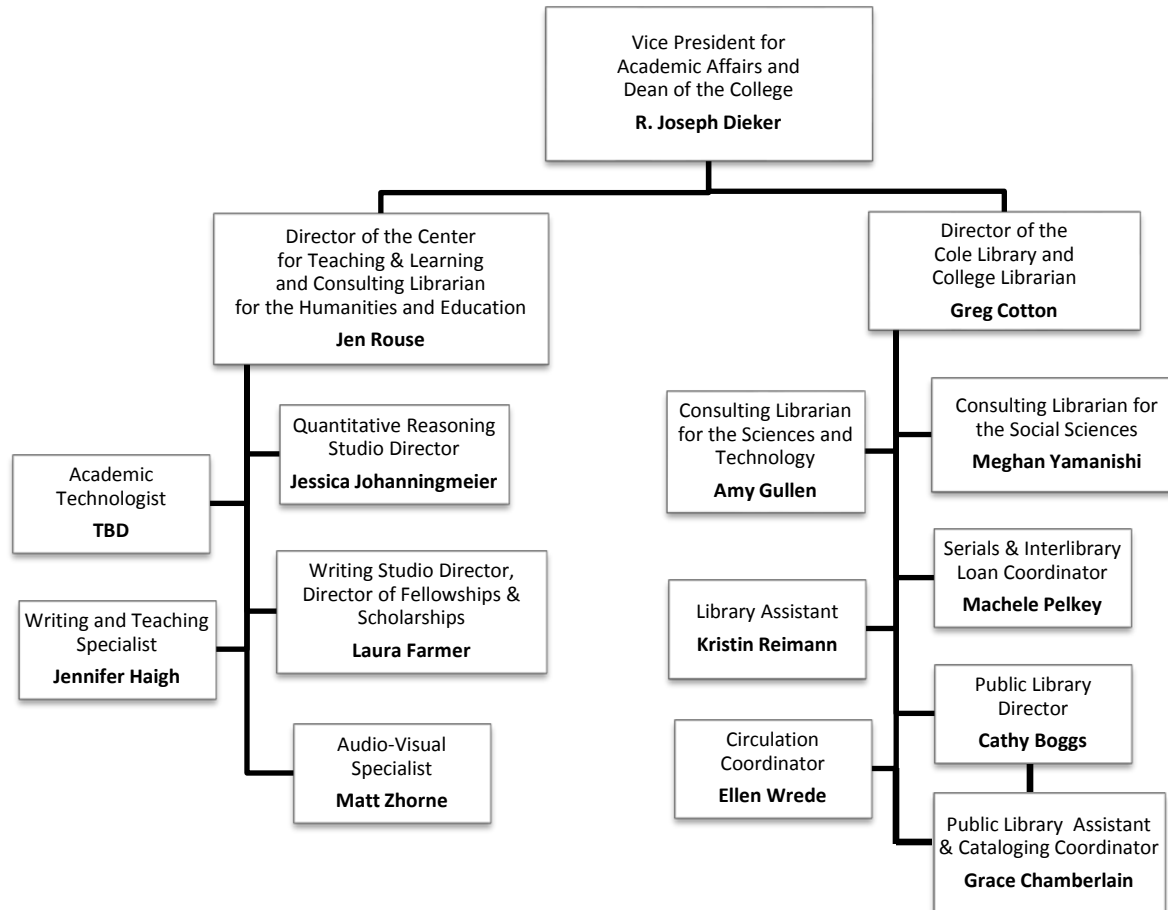 Vice President for
Academic Affairs and
Dean of the College
R. Joseph Dieker
Director of the Center
for Teaching & Learning
and Consulting Librarian
for the Humanities and Education
Jen Rouse
Director of the
Cole Library and
College Librarian
Greg Cotton
Quantitative Reasoning
Studio Director
Jessica Johanningmeier
Academic
Technologist
TBD
Writing Studio Director,
Director of Fellowships &
Scholarships
Laura Farmer
Writing and Teaching
Specialist
Jennifer Haigh
Audio-Visual
Specialist
Matt Zhorne
Consulting Librarian
for the Sciences and
Technology
Amy Gullen
Consulting Librarian for
the Social Sciences
Meghan Yamanishi
Serials & Interlibrary
Loan Coordinator
Machele Pelkey
Library Assistant
Kristin Reimann
Public Library
Director
Cathy Boggs
Circulation
Coordinator
Ellen Wrede
Public Library Assistant
& Cataloging Coordinator
Grace Chamberlain